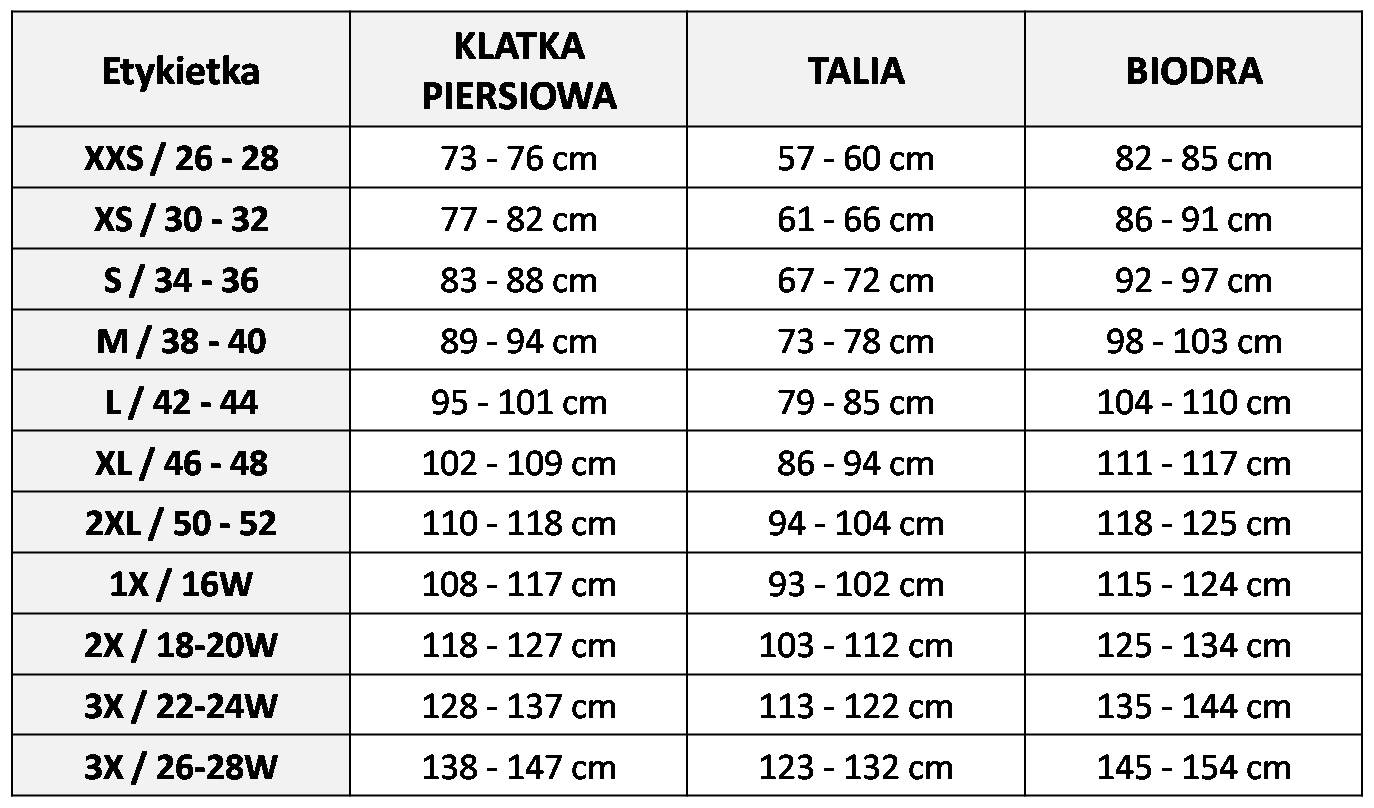 Etykietka KLATKA PIERSIOWA TALIA BIODRA
XXS / 26 - 28 73 - 76 cm 57 - 60 cm 82 - 85 cm
XS / 30 - 32 77 - 82 cm 61 - 66 cm 86 - 91 cm
S / 34 - 36 83 - 88 cm 67 - 72 cm 92 - 97 cm
M / 38 - 40 89 - 94 cm 73 - 78 cm 98 - 103 cm
L / 42 - 44 95 - 101 cm 79 - 85 cm 104 - 110 cm
XL / 46 - 48 102 - 109 cm 86 - 94 cm 111 - 117 cm
2XL / 50 - 52 110 - 118 cm 94 - 104 cm 118 - 125 cm
1X / 16W 108 - 117 cm 93 - 102 cm 115 - 124 cm
2X / 18-20W 118 - 127 cm 103 - 112 cm 125 - 134 cm
3X / 22-24W 128 - 137 cm 113 - 122 cm 135 - 144 cm
3X / 26-28W 138 - 147 cm 123 - 132 cm 145 - 154 cm